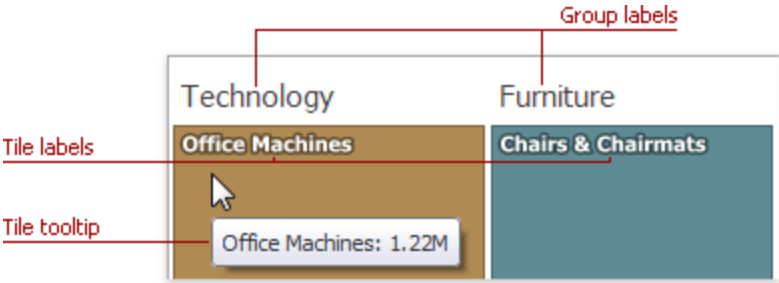 Group labels
Technology
Furniture
Tile labels
Office Machines
Chairs & Chairmats
Tile tooltip
Office Machines: 1.22M